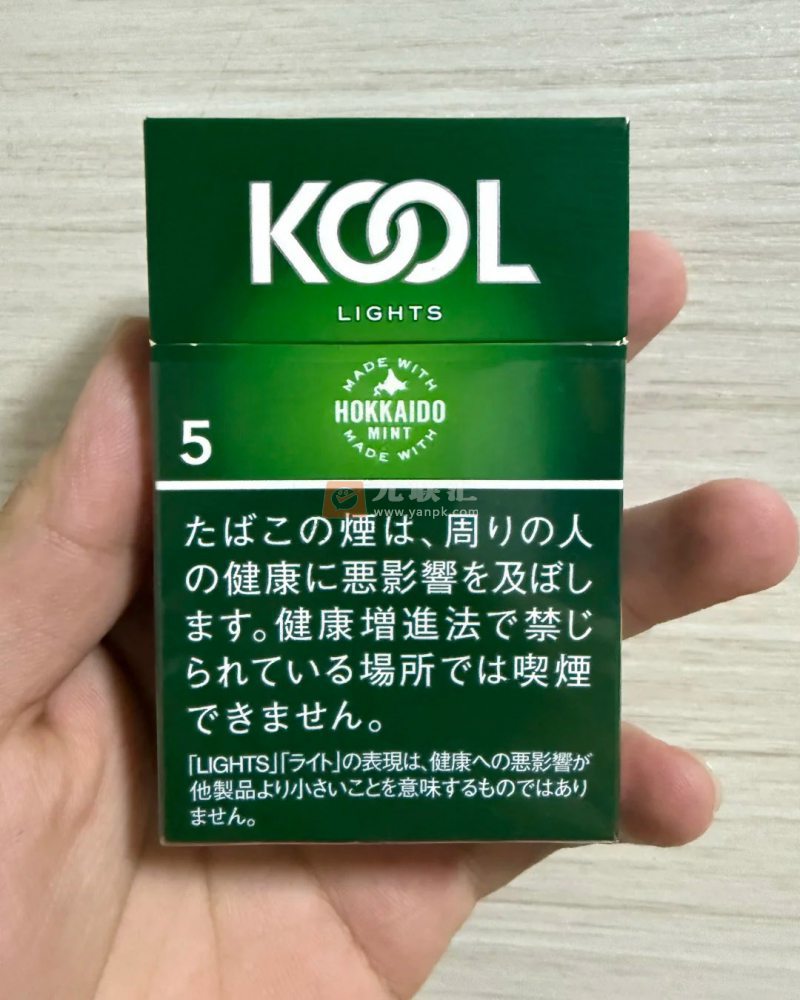 KOOL
LIGHTS
MADE WITH
HOKKAIDO
MINT
MADE WITH
5
元联汇
www.yanpk.com
たばこの煙は、周りの人
の健康に悪影響を及ぼし
ます。健康増進法で禁じ
られている場所では喫煙
できません。
「LIGHTS」「ライト」の表現は、健康への悪影響が
他製品より小さいことを意味するものではあり
ません。